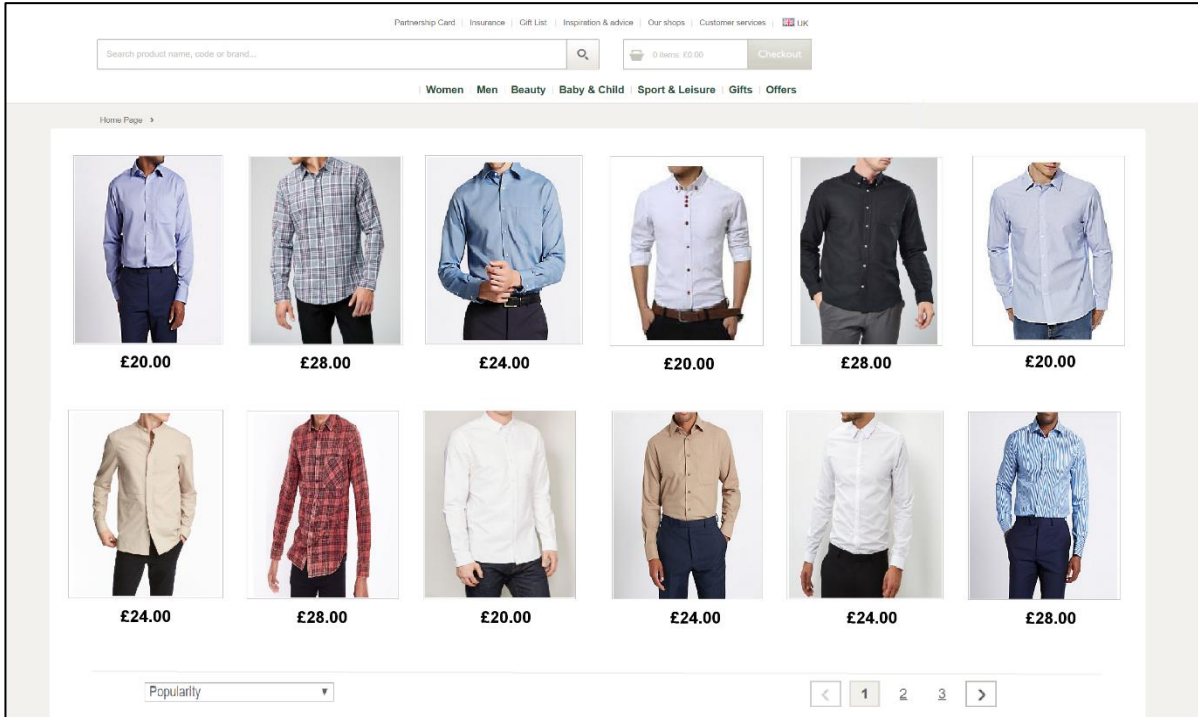 Partnership Card | Insurance | Gift List | Inspiration & advice | Our shops | Customer services | UK
Search product name, code or brand...
0 items: £0.00 Checkout
Women | Men | Beauty | Baby & Child | Sport & Leisure | Gifts | Offers
Home Page >
£20.00 £28.00 £24.00 £20.00 £28.00 £20.00
£24.00 £28.00 £20.00 £24.00 £24.00 £28.00
Popularity < 1 2 3 >